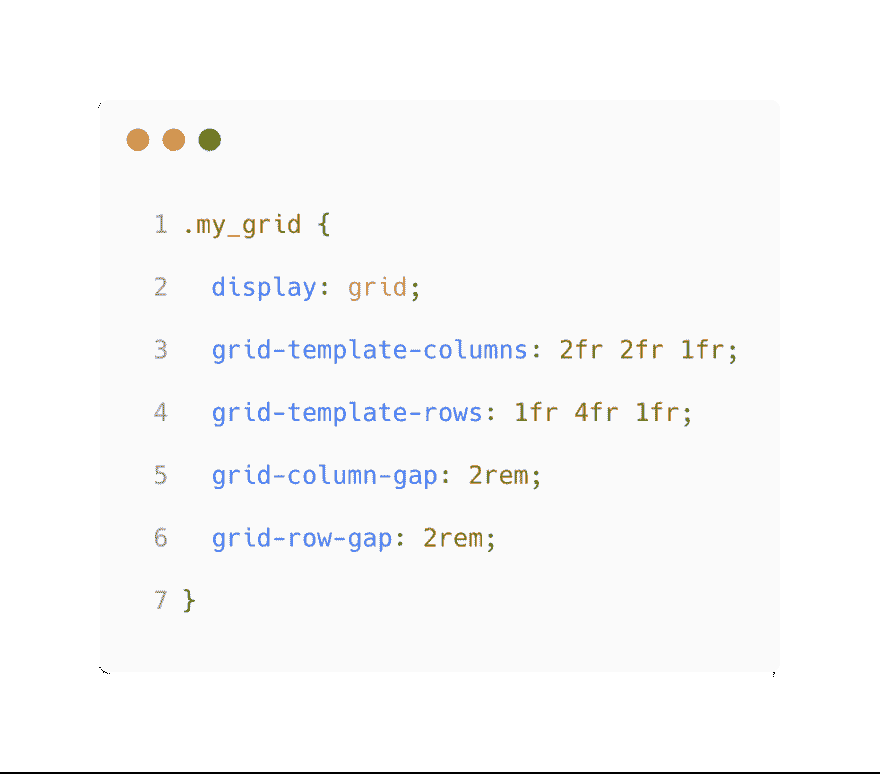 1 .my_grid {
2   display: grid;
3   grid-template-columns: 2fr 2fr 1fr;
4   grid-template-rows: 1fr 4fr 1fr;
5   grid-column-gap: 2rem;
6   grid-row-gap: 2rem;
7 }